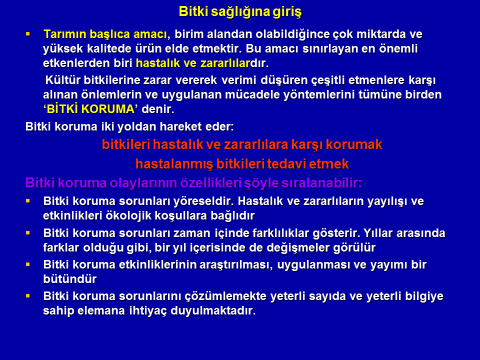 Bitki sağlığına giriş
▪ Tarımın başlıca amacı, birim alandan olabildiğince çok miktarda ve
yüksek kalitede ürün elde etmektir. Bu amacı sınırlayan en önemli
etkenlerden biri hastalık ve zararlılardır.
Kültür bitkilerine zarar vererek verimi düşüren çeşitli etmenlere karşı
alınan önlemlerin ve uygulanan mücadele yöntemlerini tümüne birden
‘BİTKİ KORUMA’ denir.
Bitki koruma iki yoldan hareket eder:
bitkileri hastalık ve zararlılara karşı korumak
hastalanmış bitkileri tedavi etmek
Bitki koruma olaylarının özellikleri şöyle sıralanabilir:
▪ Bitki koruma sorunları yöreseldir. Hastalık ve zararlıların yayılışı ve
etkinlikleri ökolojik koşullara bağlıdır
▪ Bitki koruma sorunları zaman içinde farklılıklar gösterir. Yıllar arasında
farklar olduğu gibi, bir yıl içerisinde de değişmeler görülür
▪ Bitki koruma etkinliklerinin araştırılması, uygulanması ve yayımı bir
bütündür
▪ Bitki koruma sorunlarını çözümlemekte yeterli sayıda ve yeterli bilgiye
sahip elemana ihtiyaç duyulmaktadır.